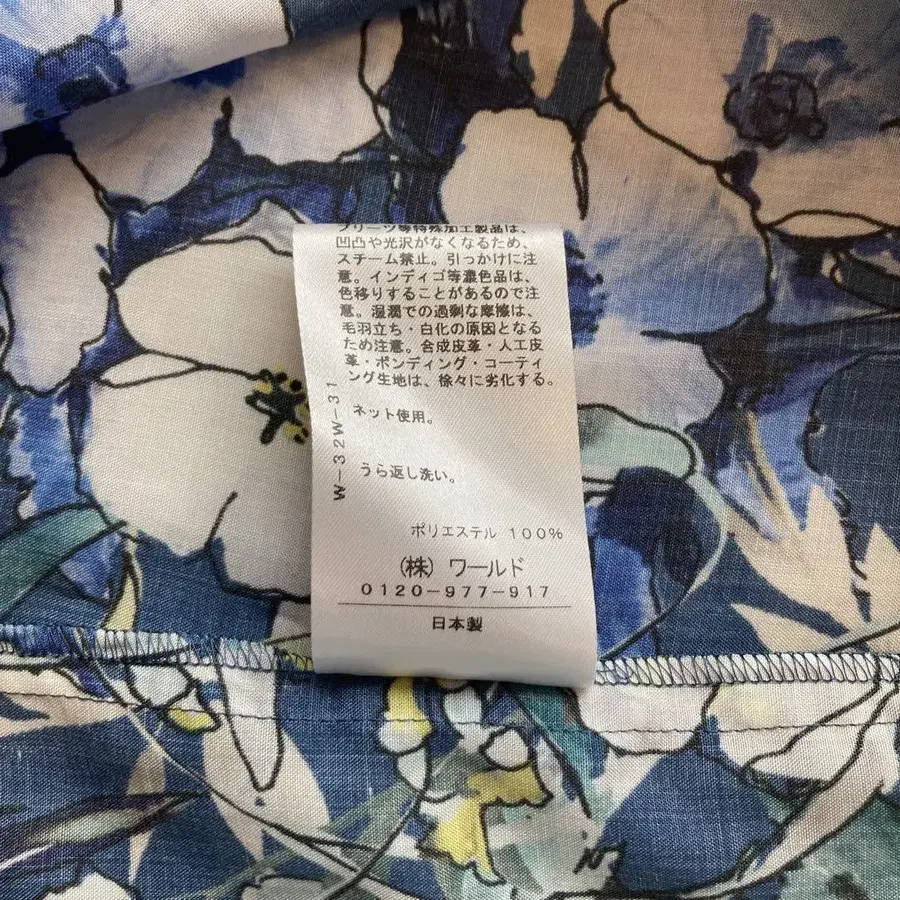 プリーツ等特殊加工製品は、
凹凸や光沢がなくなるため、
スチーム禁止。引っかけに注
意。インディゴ等濃色品は、
色移りすることがあるので注
意。湿潤での過剰な摩擦は、
毛羽立ち・白化の原因となる
ため注意。合成皮革・人工皮
革・ボンディング・コーティ
ング生地は、徐々に劣化する。
ネット使用。
うら返し洗い。
W-32W-31
ポリエステル 100%
(株) ワールド
0120-977-917
日本製